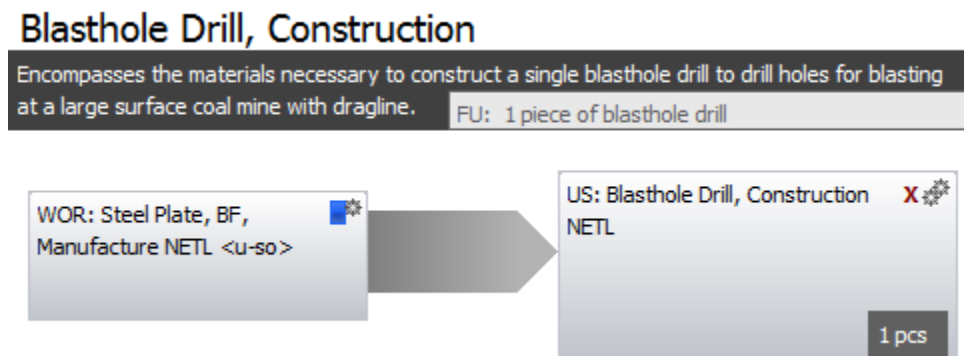 Blasthole Drill, Construction
Encompasses the materials necessary to construct a single blasthole drill to drill holes for blasting
at a large surface coal mine with dragline.
FU: 1 piece of blasthole drill
WOR: Steel Plate, BF,
Manufacture NETL <u-so>
US: Blasthole Drill, Construction X
NETL
1 pcs